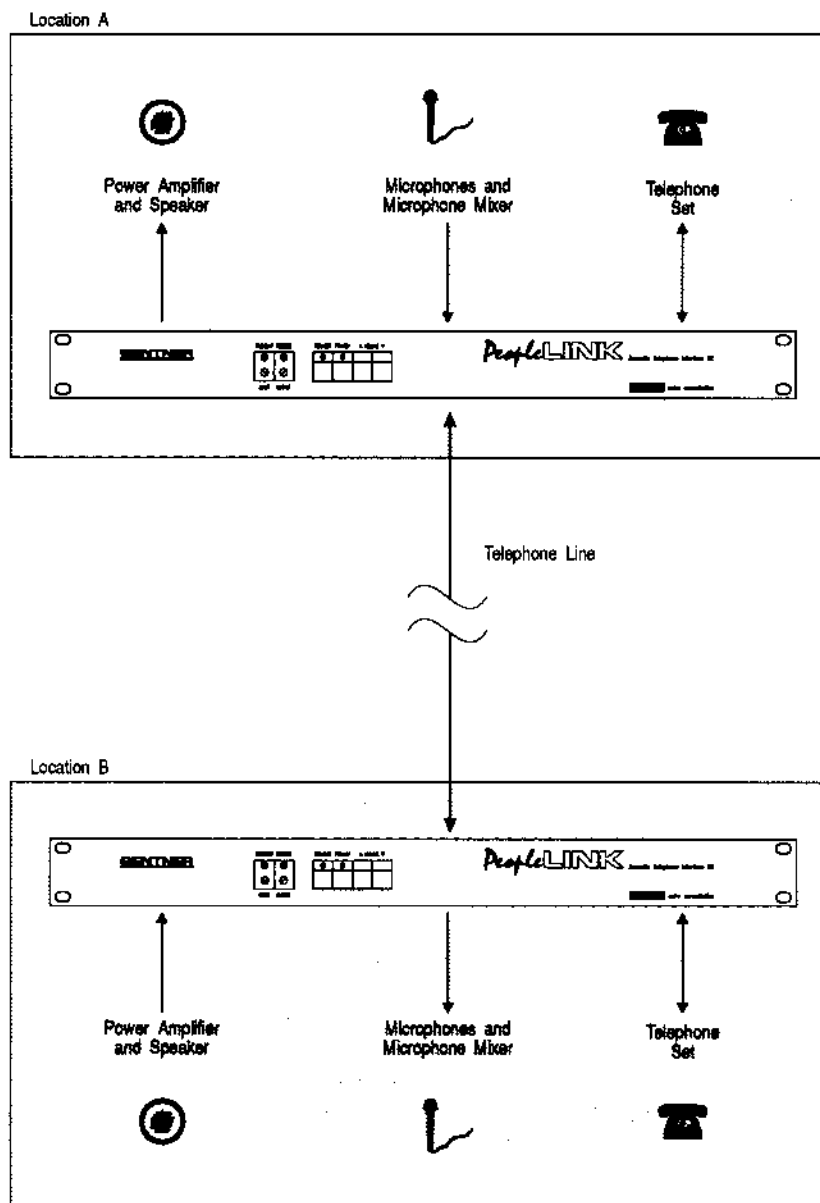 Location A
Power Amplifier
and Speaker
Microphones and
Microphone Mixer
Telephone
Set
GENTNER
PeopleLINK
Telephone Line
Location B
GENTNER
PeopleLINK
Power Amplifier
and Speaker
Microphones and
Microphone Mixer
Telephone
Set